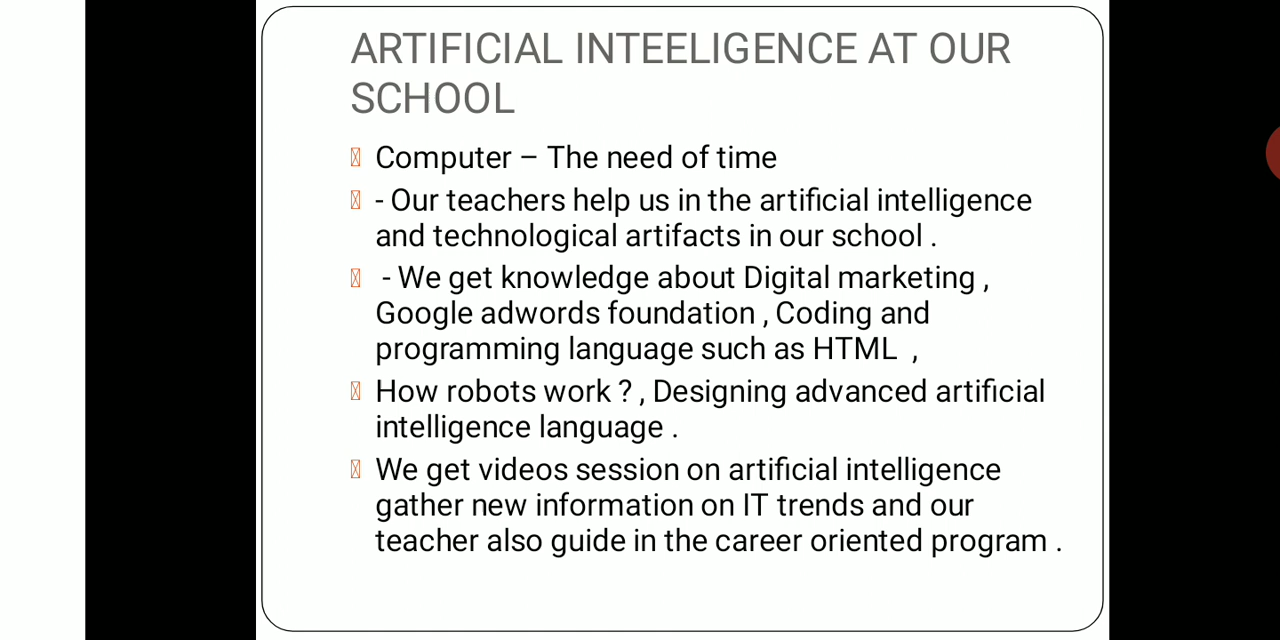 ARTIFICIAL INTEELIGENCE AT OUR
SCHOOL
Computer – The need of time
- Our teachers help us in the artificial intelligence
and technological artifacts in our school .
- We get knowledge about Digital marketing ,
Google adwords foundation , Coding and
programming language such as HTML ,
How robots work ? , Designing advanced artificial
intelligence language .
We get videos session on artificial intelligence
gather new information on IT trends and our
teacher also guide in the career oriented program .